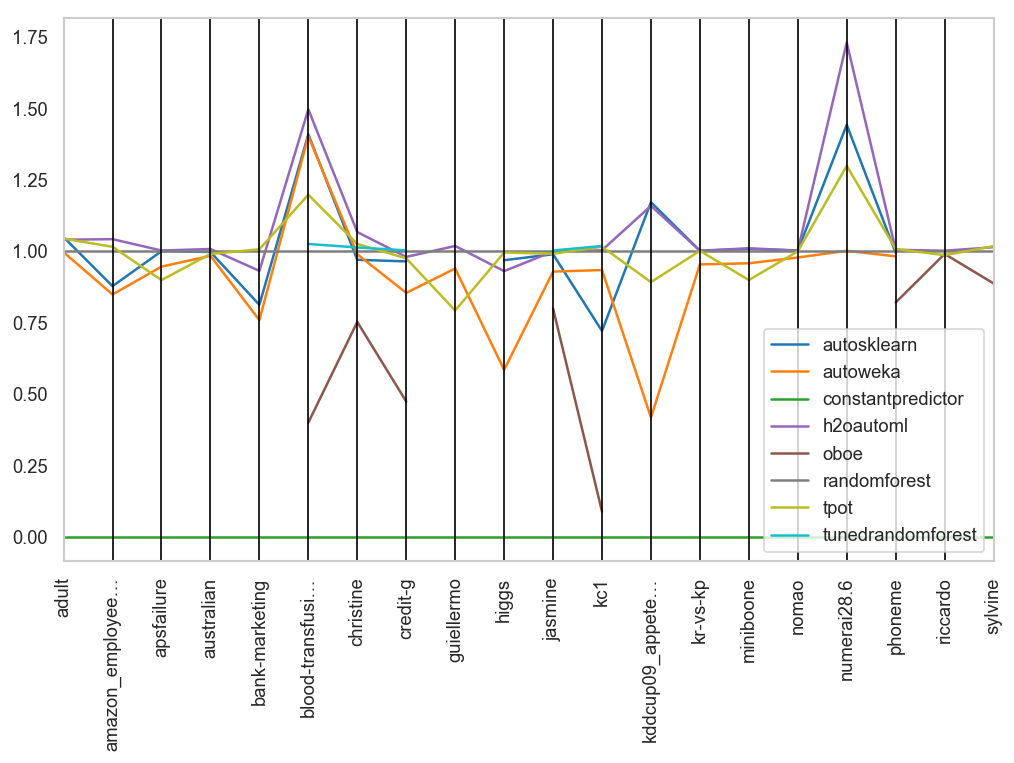 1.75
1.50
1.25
1.00
0.75
0.50
0.25
0.00
autosklearn
autoweka
constantpredictor
h2oautoml
oboe
randomforest
tpot
tunedrandomforest
adult
amazon_employee…
apsfailure
australian
bank-marketing
blood-transfusi…
christine
credit-g
guiellermo
higgs
jasmine
kc1
kddcup09_appete…
kr-vs-kp
miniboone
nomao
numerai28.6
phoneme
riccardo
sylvine